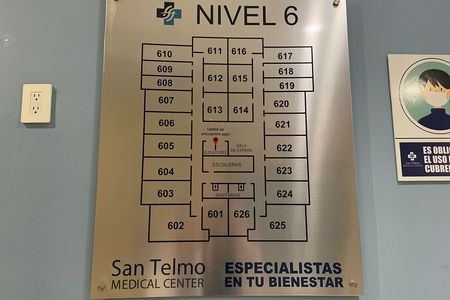 NIVEL 6
610
611
616
617
609
612
615
618
608
619
607
613
614
620
606
621
Usted se
encuentra aquí
605
ELEVADORES
SALA
DE ESPERA
622
604
ESCALERAS
623
603
SANITARIOS
624
602
601
626
625
San Telmo
MEDICAL CENTER
ESPECIALISTAS
EN TU BIENESTAR
ES OBLI
EL USO
CUBRE
San Telmo